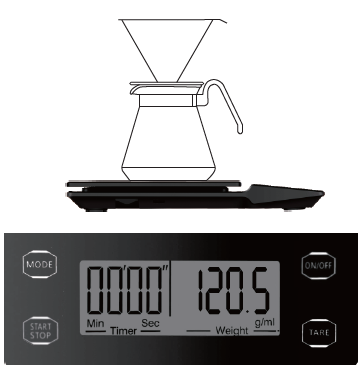 MODE
ON/OFF
00'00" 120.5
g/ml
Min Sec
Timer Weight
START
STOP
TARE